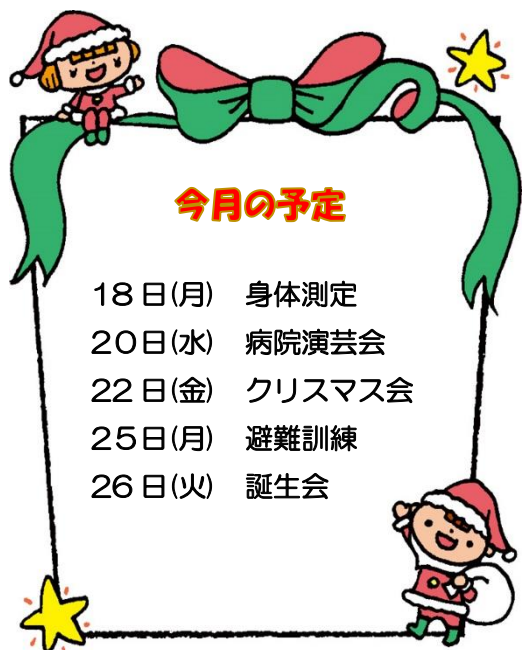 今月の予定
18日(月) 身体測定
20日(水) 病院演芸会
22日(金) クリスマス会
25日(月) 避難訓練
26日(火) 誕生会